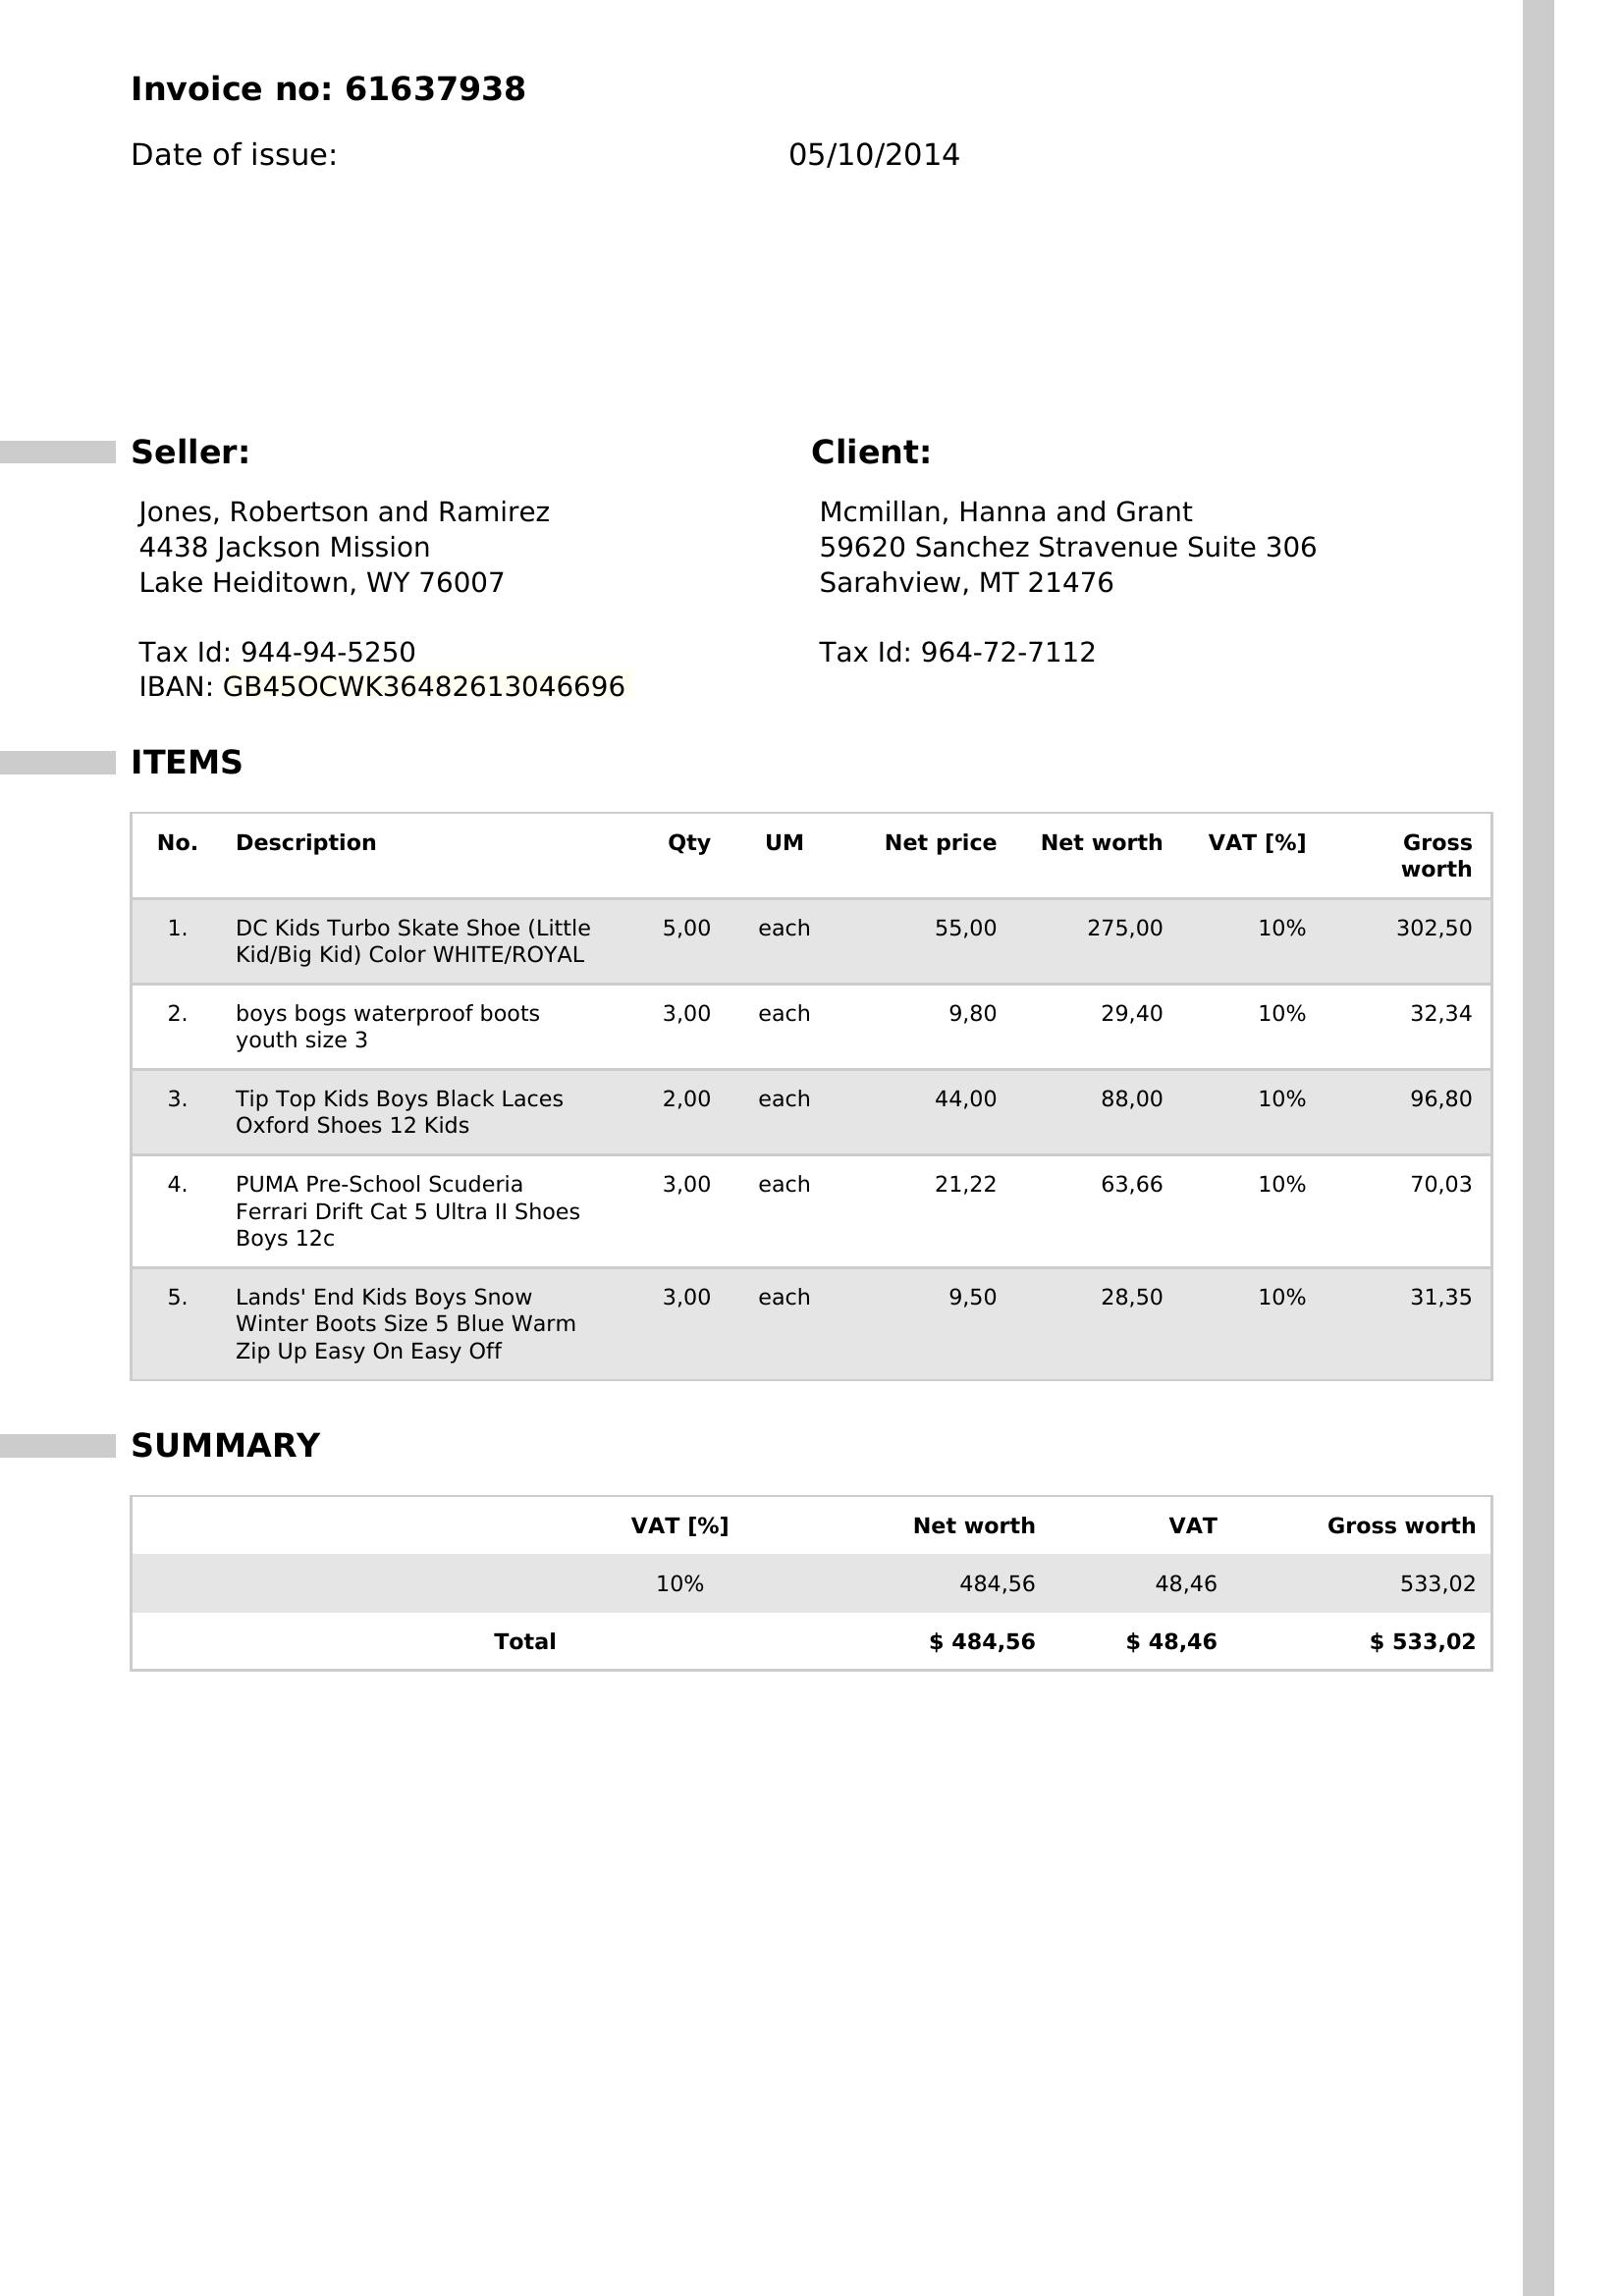 Invoice no: 61637938
Date of issue: 05/10/2014
Seller:
Jones, Robertson and Ramirez
4438 Jackson Mission
Lake Heiditown, WY 76007
Tax Id: 944-94-5250
IBAN: GB45OCWK36482613046696
Client:
Mcmillan, Hanna and Grant
59620 Sanchez Stravenue Suite 306
Sarahview, MT 21476
Tax Id: 964-72-7112
ITEMS
No. Description Qty UM Net price Net worth VAT [%] Gross
worth
1. DC Kids Turbo Skate Shoe (Little 5,00 each 55,00 275,00 10% 302,50
Kid/Big Kid) Color WHITE/ROYAL
2. boys bogs waterproof boots 3,00 each 9,80 29,40 10% 32,34
youth size 3
3. Tip Top Kids Boys Black Laces 2,00 each 44,00 88,00 10% 96,80
Oxford Shoes 12 Kids
4. PUMA Pre-School Scuderia 3,00 each 21,22 63,66 10% 70,03
Ferrari Drift Cat 5 Ultra II Shoes
Boys 12c
5. Lands' End Kids Boys Snow 3,00 each 9,50 28,50 10% 31,35
Winter Boots Size 5 Blue Warm
Zip Up Easy On Easy Off
SUMMARY
VAT [%] Net worth VAT Gross worth
10% 484,56 48,46 533,02
Total $ 484,56 $ 48,46 $ 533,02